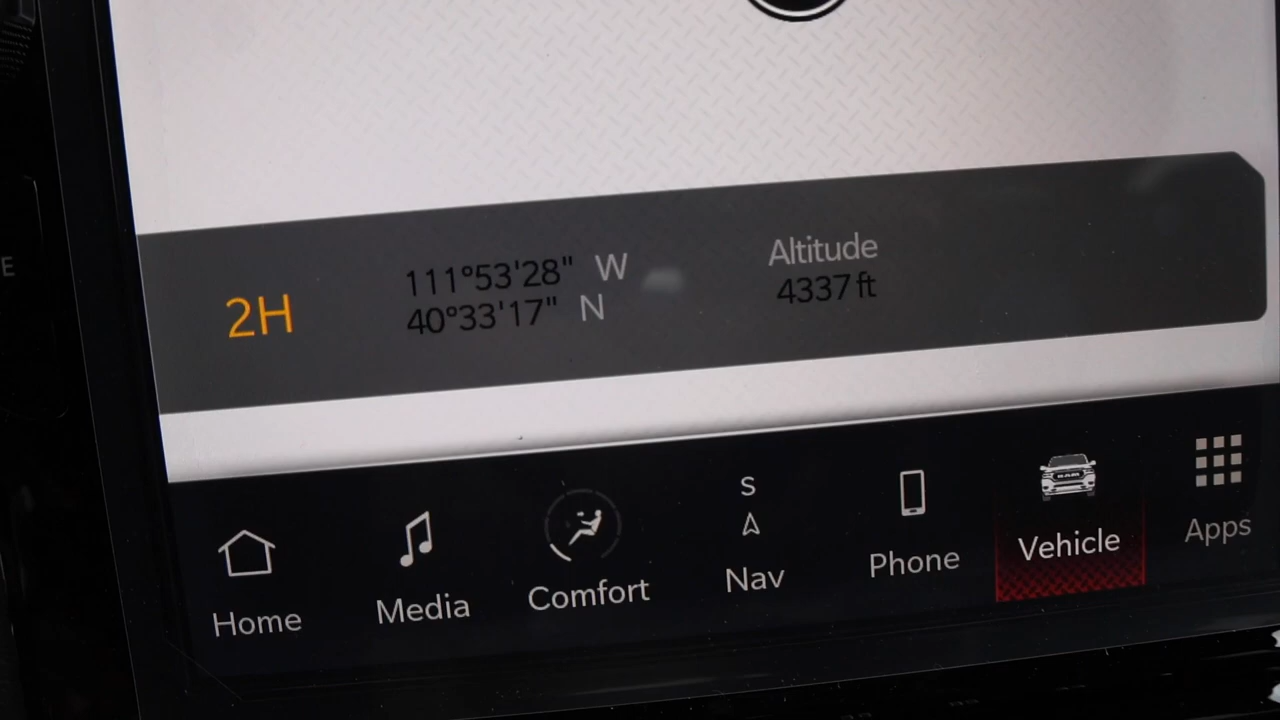 E
2H
111°53'28" W
40°33'17" N
Altitude
4337 ft
S
Home
Media
Comfort
Nav
Phone
Vehicle
Apps